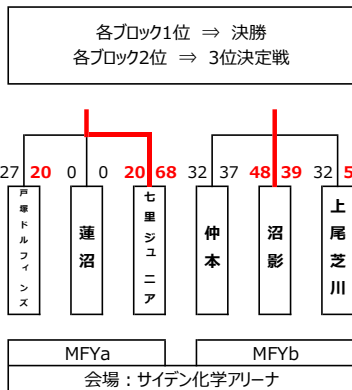 各ブロック1位 ⇒ 決勝
各ブロック2位 ⇒ 3位決定戦
27 20 0 0 20 68 32 37 48 39 32 5
戸塚ドルフィンズ
蓮沼
七里ジュニア
仲本
沼影
上尾芝川
MFYa MFYb
会場：サイデン化学アリーナ